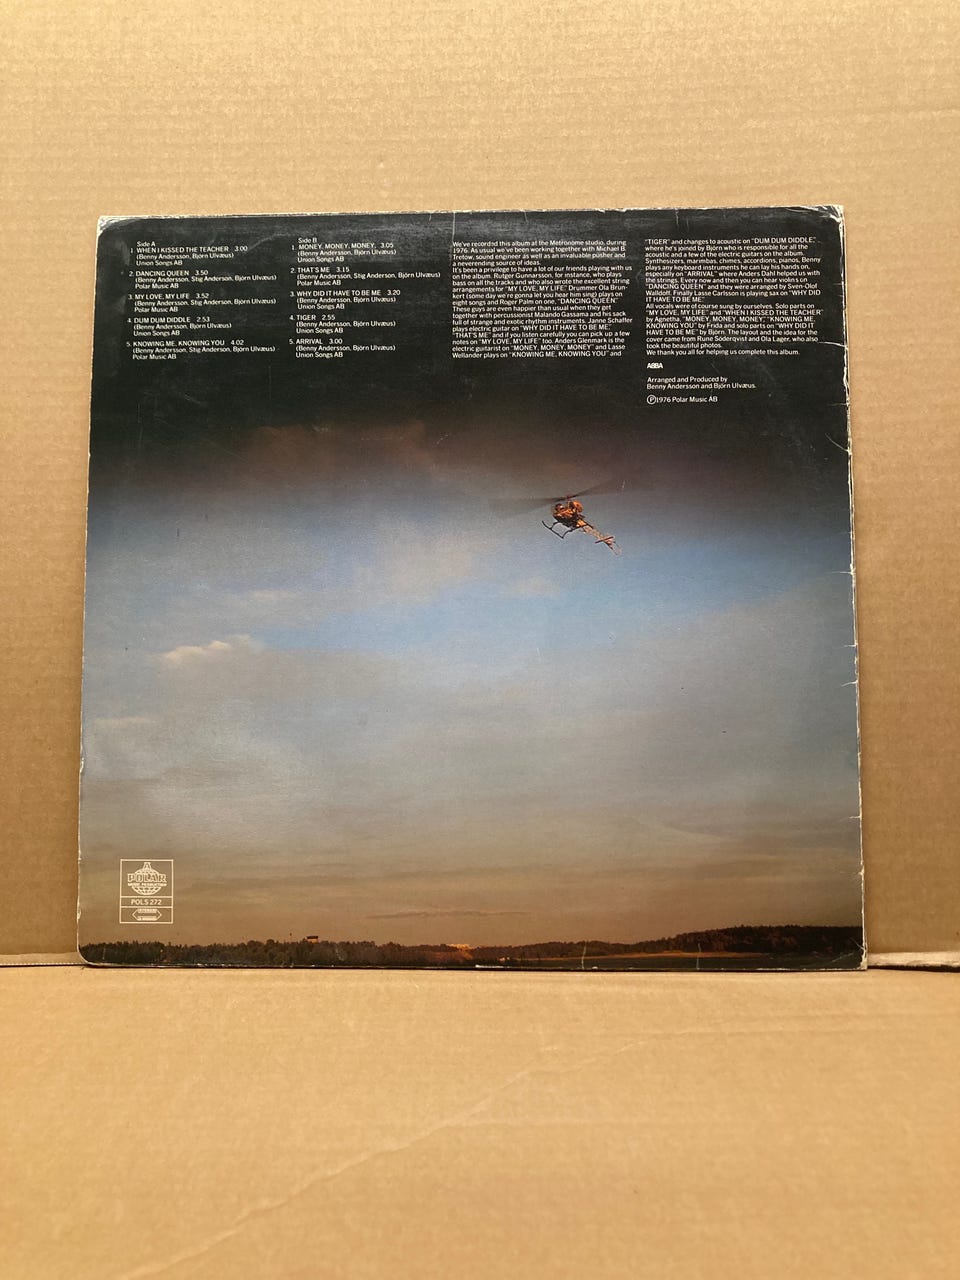 Side A
1. WHEN I KISSED THE TEACHER 3.00
(Benny Andersson, Björn Ulvæus)
Union Songs AB
2. DANCING QUEEN 3.50
(Benny Andersson, Stig Anderson, Björn Ulvæus)
Polar Music AB
3. MY LOVE, MY LIFE 3.52
(Benny Andersson, Stig Anderson, Björn Ulvæus)
Polar Music AB
4. DUM DUM DIDDLE 2.53
(Benny Andersson, Björn Ulvæus)
Union Songs AB
5. KNOWING ME, KNOWING YOU 4.02
(Benny Andersson, Stig Anderson, Björn Ulvæus)
Polar Music AB
Side B
1. MONEY, MONEY, MONEY, 3.05
(Benny Andersson, Björn Ulvæus)
Union Songs AB
2. THAT'S ME 3.15
(Benny Andersson, Stig Anderson, Björn Ulvæus)
Polar Music AB
3. WHY DID IT HAVE TO BE ME 3.20
(Benny Andersson, Björn Ulvæus)
Union Songs AB
4. TIGER 2.55
(Benny Andersson, Björn Ulvæus)
Union Songs AB
5. ARRIVAL 3.00
(Benny Andersson, Björn Ulvæus)
Union Songs AB
We've recorded this album at the Metronome studio, during
1976. As usual we've been working together with Michael B.
Tretow, sound engineer as well as an invaluable pusher and
a neverending source of ideas.
It's been a privilege to have a lot of our friends playing with us
on the album. Rutger Gunnarsson, for instance, who plays
bass on all the tracks and who also wrote the excellent string
arrangements for "MY LOVE, MY LIFE". Drummer Ola Brun-
kert (some day we're gonna let you hear him sing) plays on
eight songs and Roger Palm on one, "DANCING QUEEN".
These guys are even happier than usual when they get
together with percussionist Malando Gassama and his sack
full of strange and exotic rhythm instruments. Janne Schaffer
plays electric guitar on "WHY DID IT HAVE TO BE ME",
"THAT'S ME" and if you listen carefully you can pick up a few
notes on "MY LOVE, MY LIFE" too. Anders Glenmark is the
electric guitarist on "MONEY, MONEY, MONEY" and Lasse
Wellander plays on "KNOWING ME, KNOWING YOU" and
"TIGER" and changes to acoustic on "DUM DUM DIDDLE",
where he's joined by Björn who is responsible for all the
acoustic and a few of the electric guitars on the album.
Synthesizers, marimbas, chimes, accordions, pianos, Benny
plays any keyboard instruments he can lay his hands on,
especially on "ARRIVAL" where Anders Dahl helped us with
the strings. Every now and then you can hear violins on
"DANCING QUEEN" and they were arranged by Sven-Olof
Walldoff. Finally Lasse Carlsson is playing sax on "WHY DID
IT HAVE TO BE ME".
All vocals were of course sung by ourselves. Solo parts on
"MY LOVE, MY LIFE" and "WHEN I KISSED THE TEACHER"
by Agnetha, "MONEY, MONEY, MONEY," "KNOWING ME,
KNOWING YOU" by Frida and solo parts on "WHY DID IT
HAVE TO BE ME" by Björn. The layout and the idea for the
cover came from Rune Söderqvist and Ola Lager, who also
took the beautiful photos.
We thank you all for helping us complete this album.
ABBA
Arranged and Produced by
Benny Andersson and Björn Ulvæus.
Ⓟ1976 Polar Music AB
A
POLAR
MUSIC PRODUCTION
POLS 272